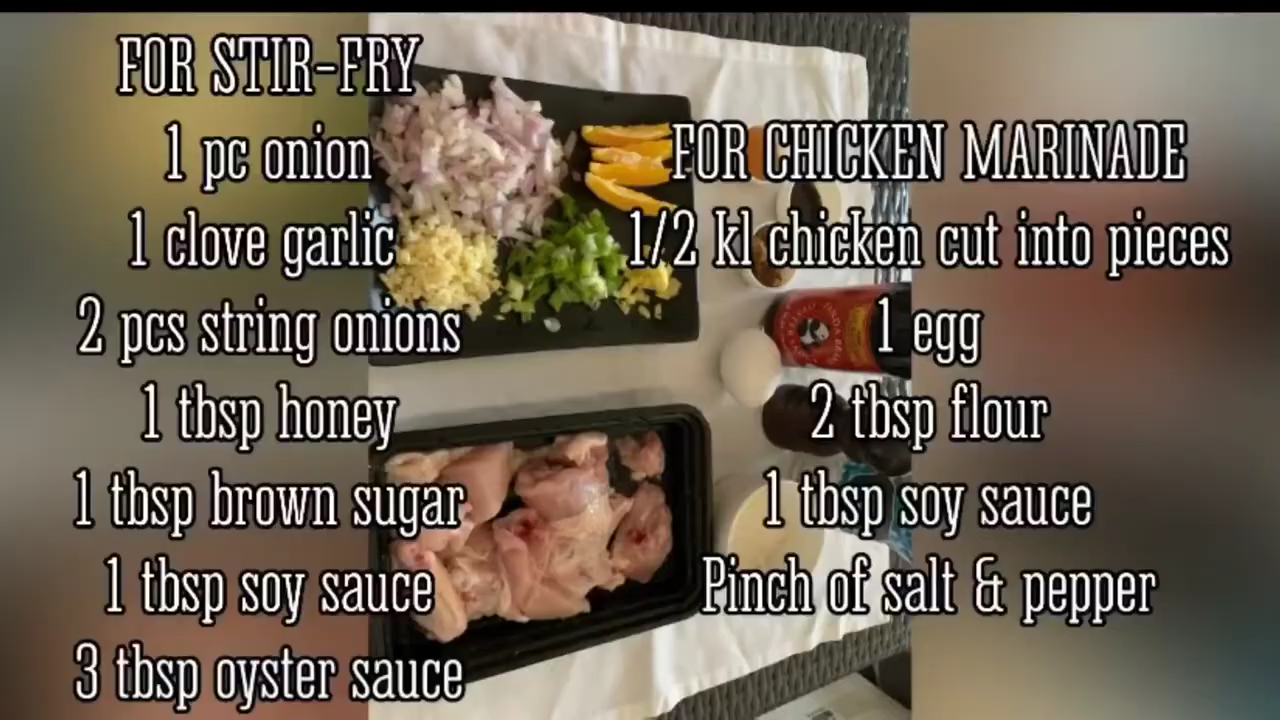 FOR STIR-FRY
1 pc onion
1 clove garlic
2 pcs string onions
1 tbsp honey
1 tbsp brown sugar
1 tbsp soy sauce
3 tbsp oyster sauce
FOR CHICKEN MARINADE
1/2 kl chicken cut into pieces
1 egg
2 tbsp flour
1 tbsp soy sauce
Pinch of salt & pepper